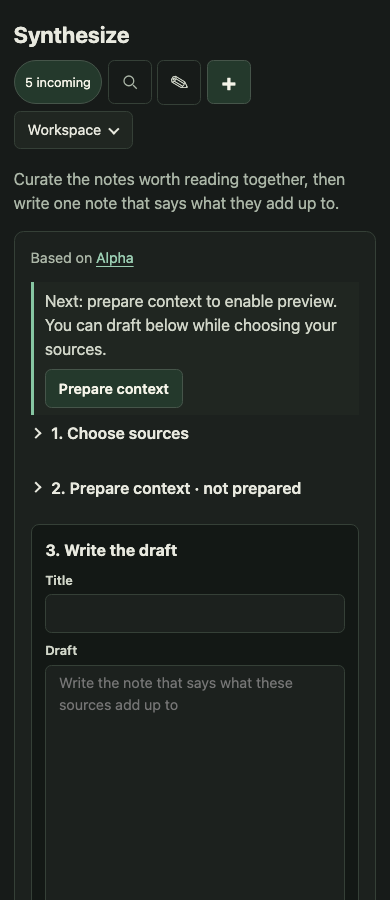 Synthesize
5 incoming
Workspace
Curate the notes worth reading together, then
write one note that says what they add up to.
Based on Alpha
Next: prepare context to enable preview.
You can draft below while choosing your
sources.
Prepare context
1. Choose sources
2. Prepare context · not prepared
3. Write the draft
Title
Draft
Write the note that says what these
sources add up to